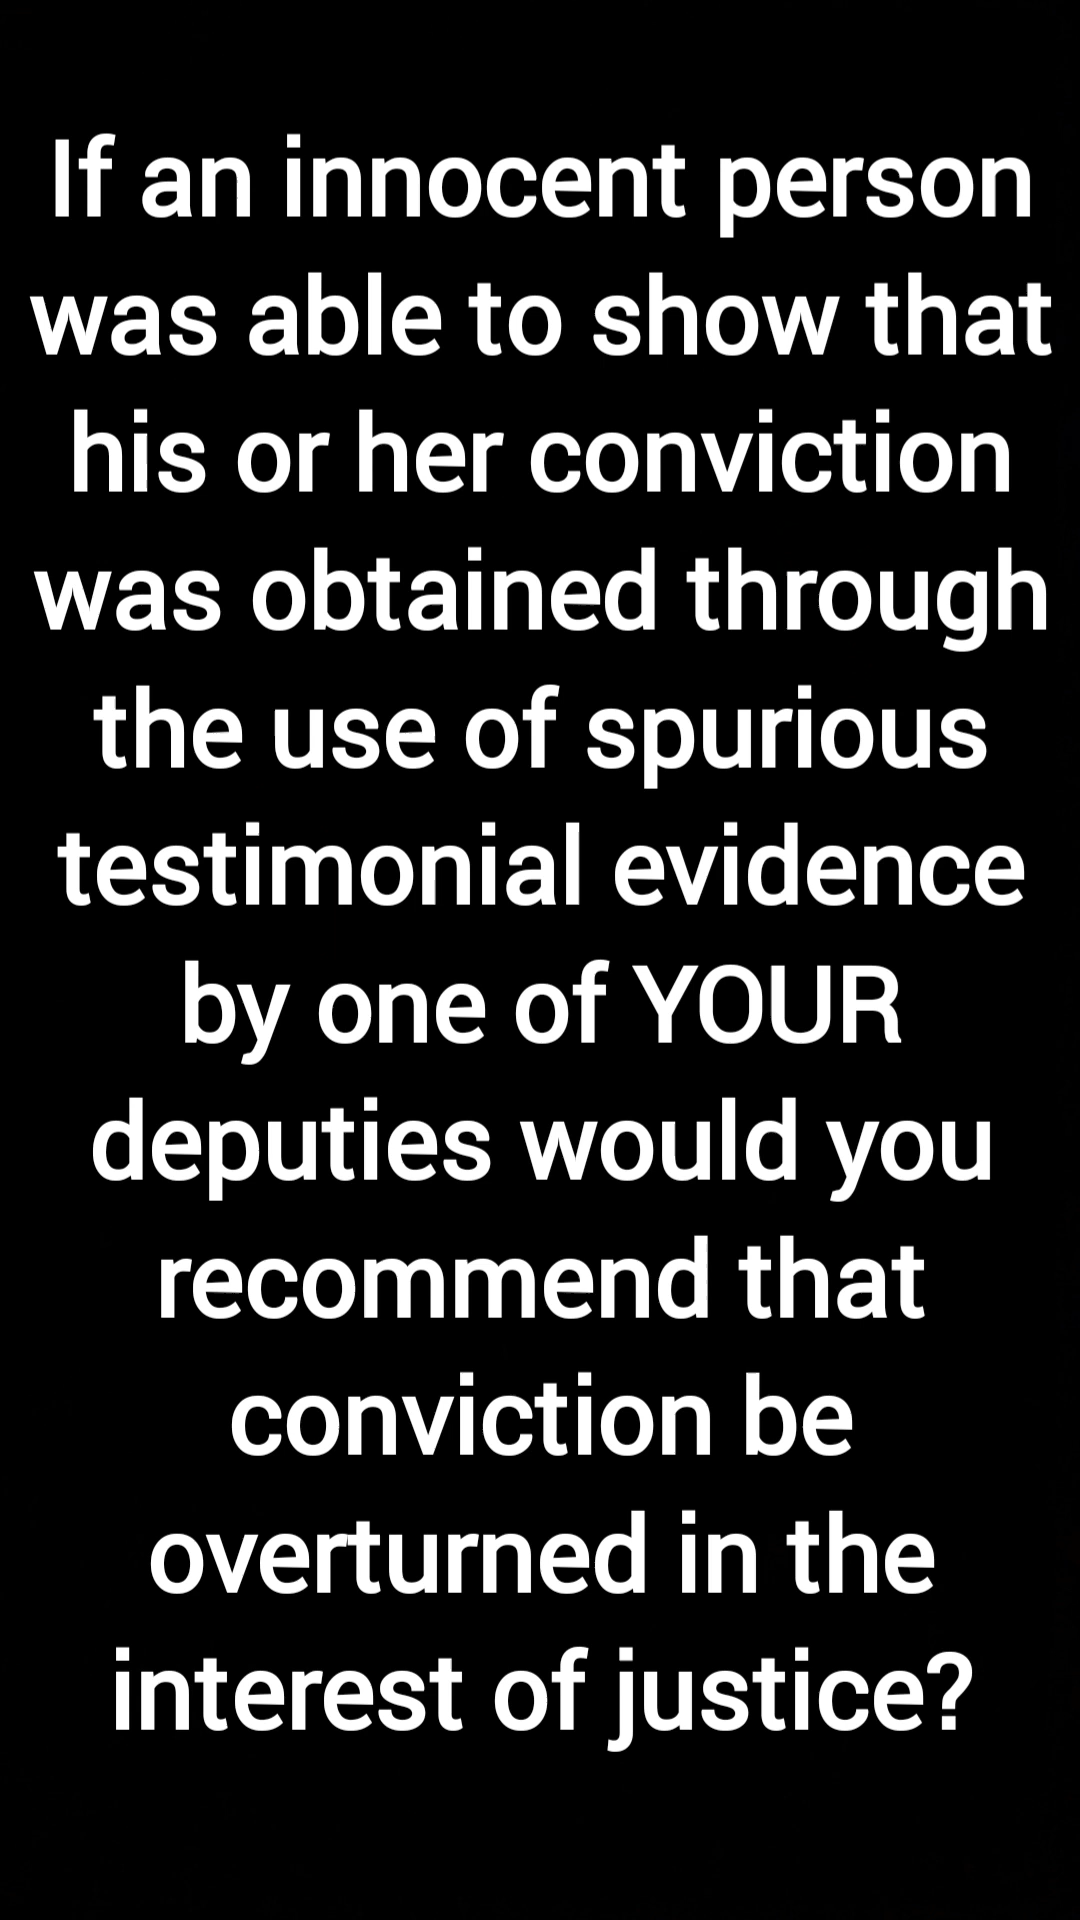 If an innocent person
was able to show that
his or her conviction
was obtained through
the use of spurious
testimonial evidence
by one of YOUR
deputies would you
recommend that
conviction be
overturned in the
interest of justice?